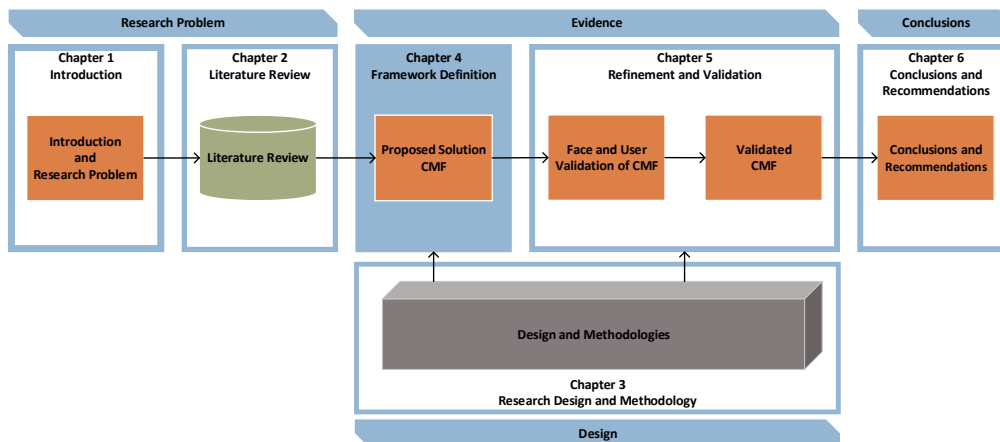 Research Problem
Evidence
Conclusions
Chapter 1
Introduction
Chapter 2
Literature Review
Chapter 4
Framework Definition
Chapter 5
Refinement and Validation
Chapter 6
Conclusions and
Recommendations
Introduction
and
Research Problem
Literature Review
Proposed Solution
CMF
Face and User
Validation of CMF
Validated
CMF
Conclusions and
Recommendations
Design and Methodologies
Chapter 3
Research Design and Methodology
Design